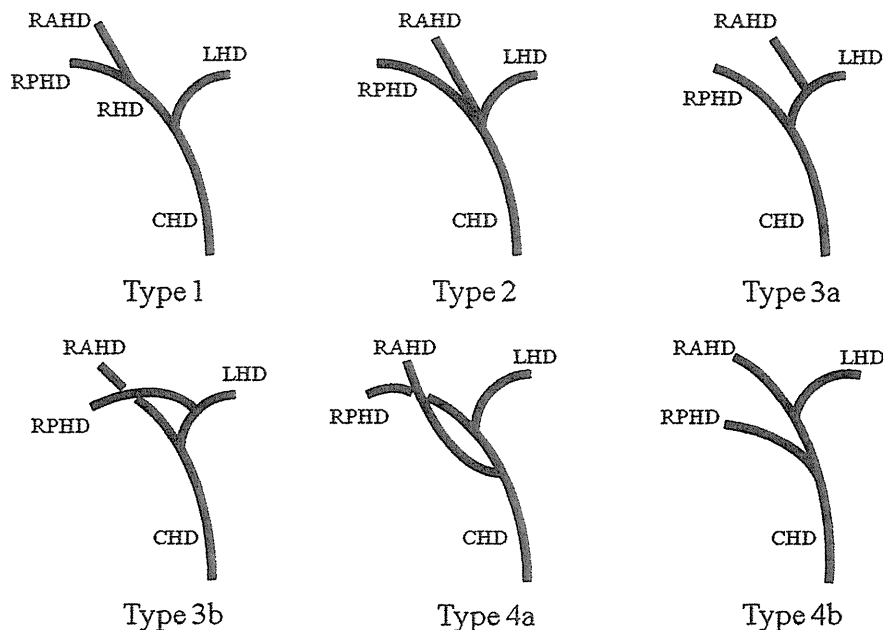 RAHD
RPHD
RHD
LHD
CHD
Type 1
RAHD
RPHD
LHD
CHD
Type 2
RAHD
RPHD
LHD
CHD
Type 3a
RAHD
RPHD
LHD
CHD
Type 3b
RAHD
RPHD
LHD
CHD
Type 4a
RAHD
RPHD
LHD
CHD
Type 4b